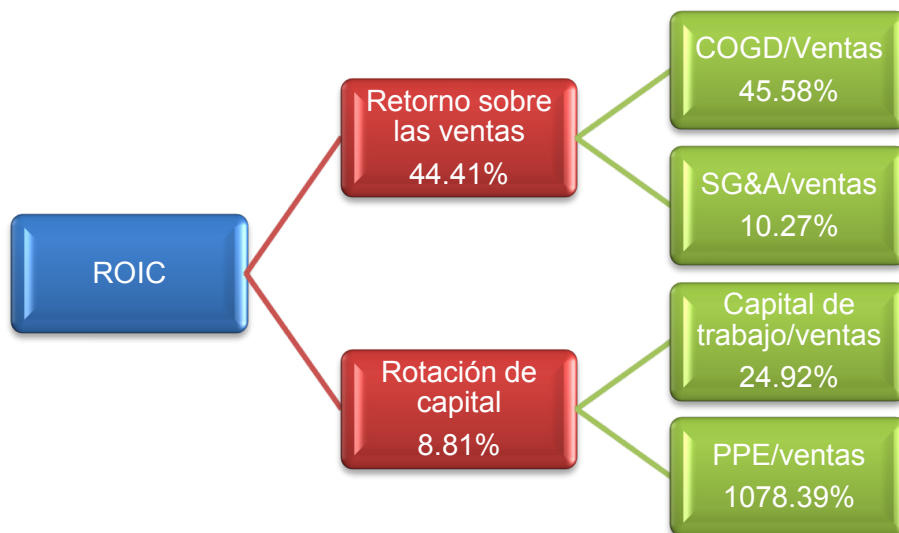 ROIC
Retorno sobre
las ventas
44.41%
Rotación de
capital
8.81%
COGD/Ventas
45.58%
SG&A/ventas
10.27%
Capital de
trabajo/ventas
24.92%
PPE/ventas
1078.39%